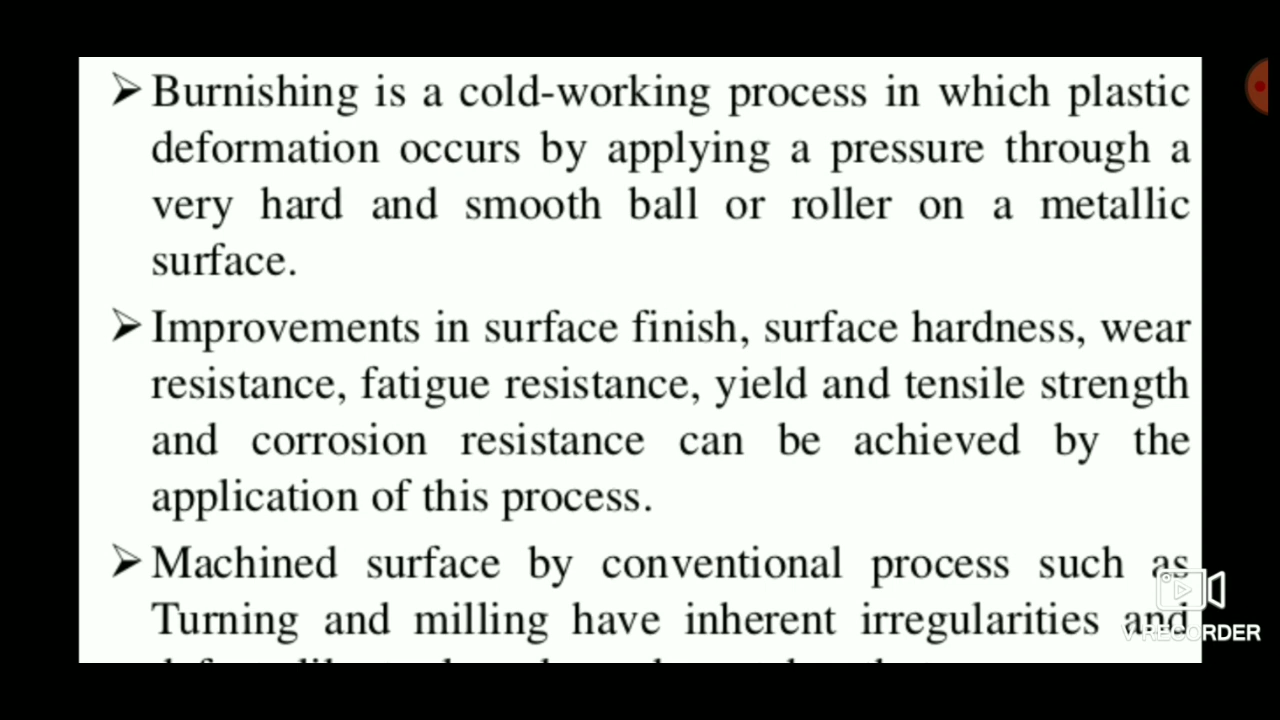 ➢ Burnishing is a cold-working process in which plastic
deformation occurs by applying a pressure through a
very hard and smooth ball or roller on a metallic
surface.
➢ Improvements in surface finish, surface hardness, wear
resistance, fatigue resistance, yield and tensile strength
and corrosion resistance can be achieved by the
application of this process.
➢ Machined surface by conventional process such as
Turning and milling have inherent irregularities and
V RECORDER